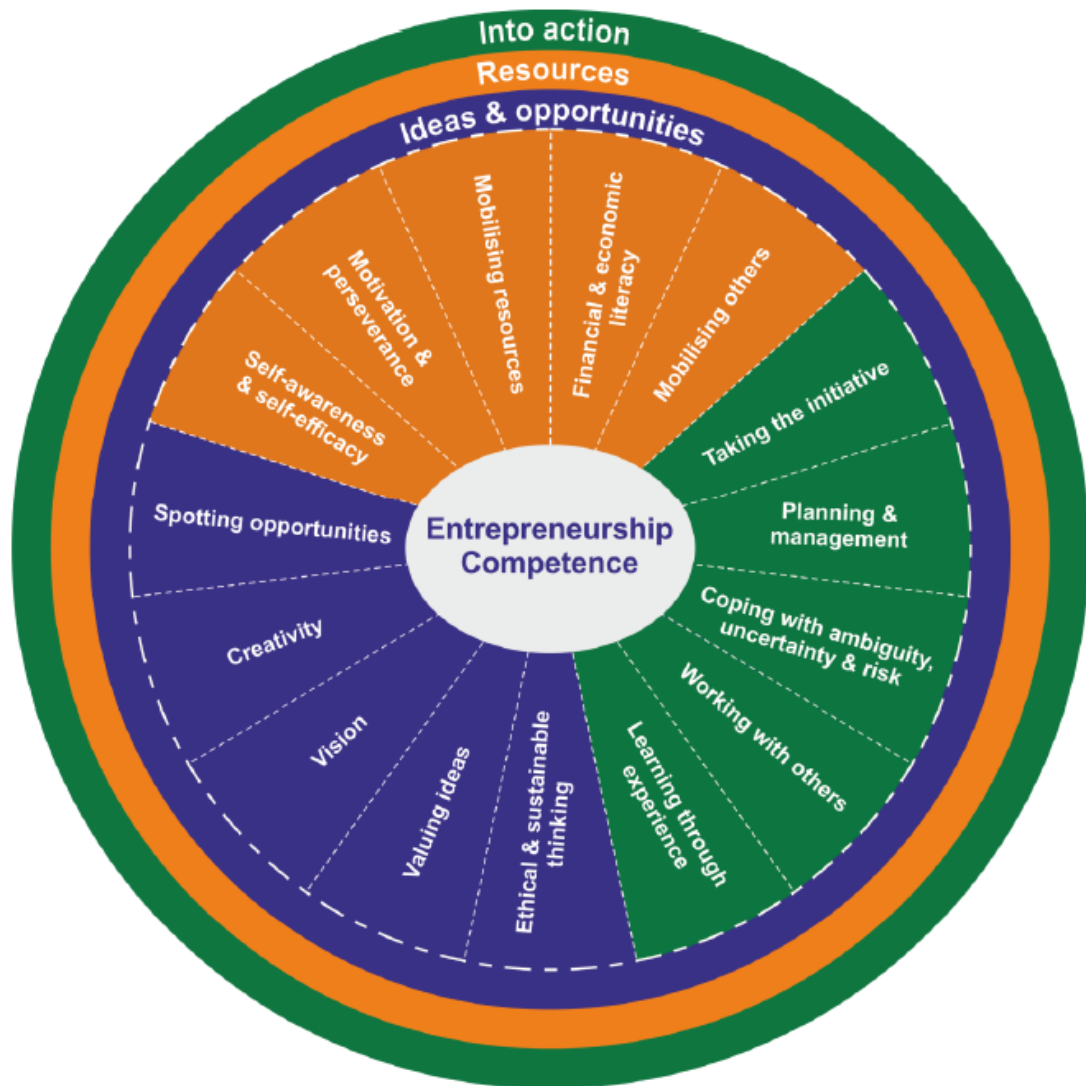 Into action
Resources
Ideas & opportunities
Mobilising resources
Financial & economic
literacy
Mobilising others
Taking the initiative
Planning &
management
Coping with ambiguity,
uncertainty & risk
Working with others
Learning through
experience
Ethical & sustainable
thinking
Valuing ideas
Vision
Creativity
Spotting opportunities
Self-awareness
& self-efficacy
Motivation &
perseverance
Entrepreneurship
Competence